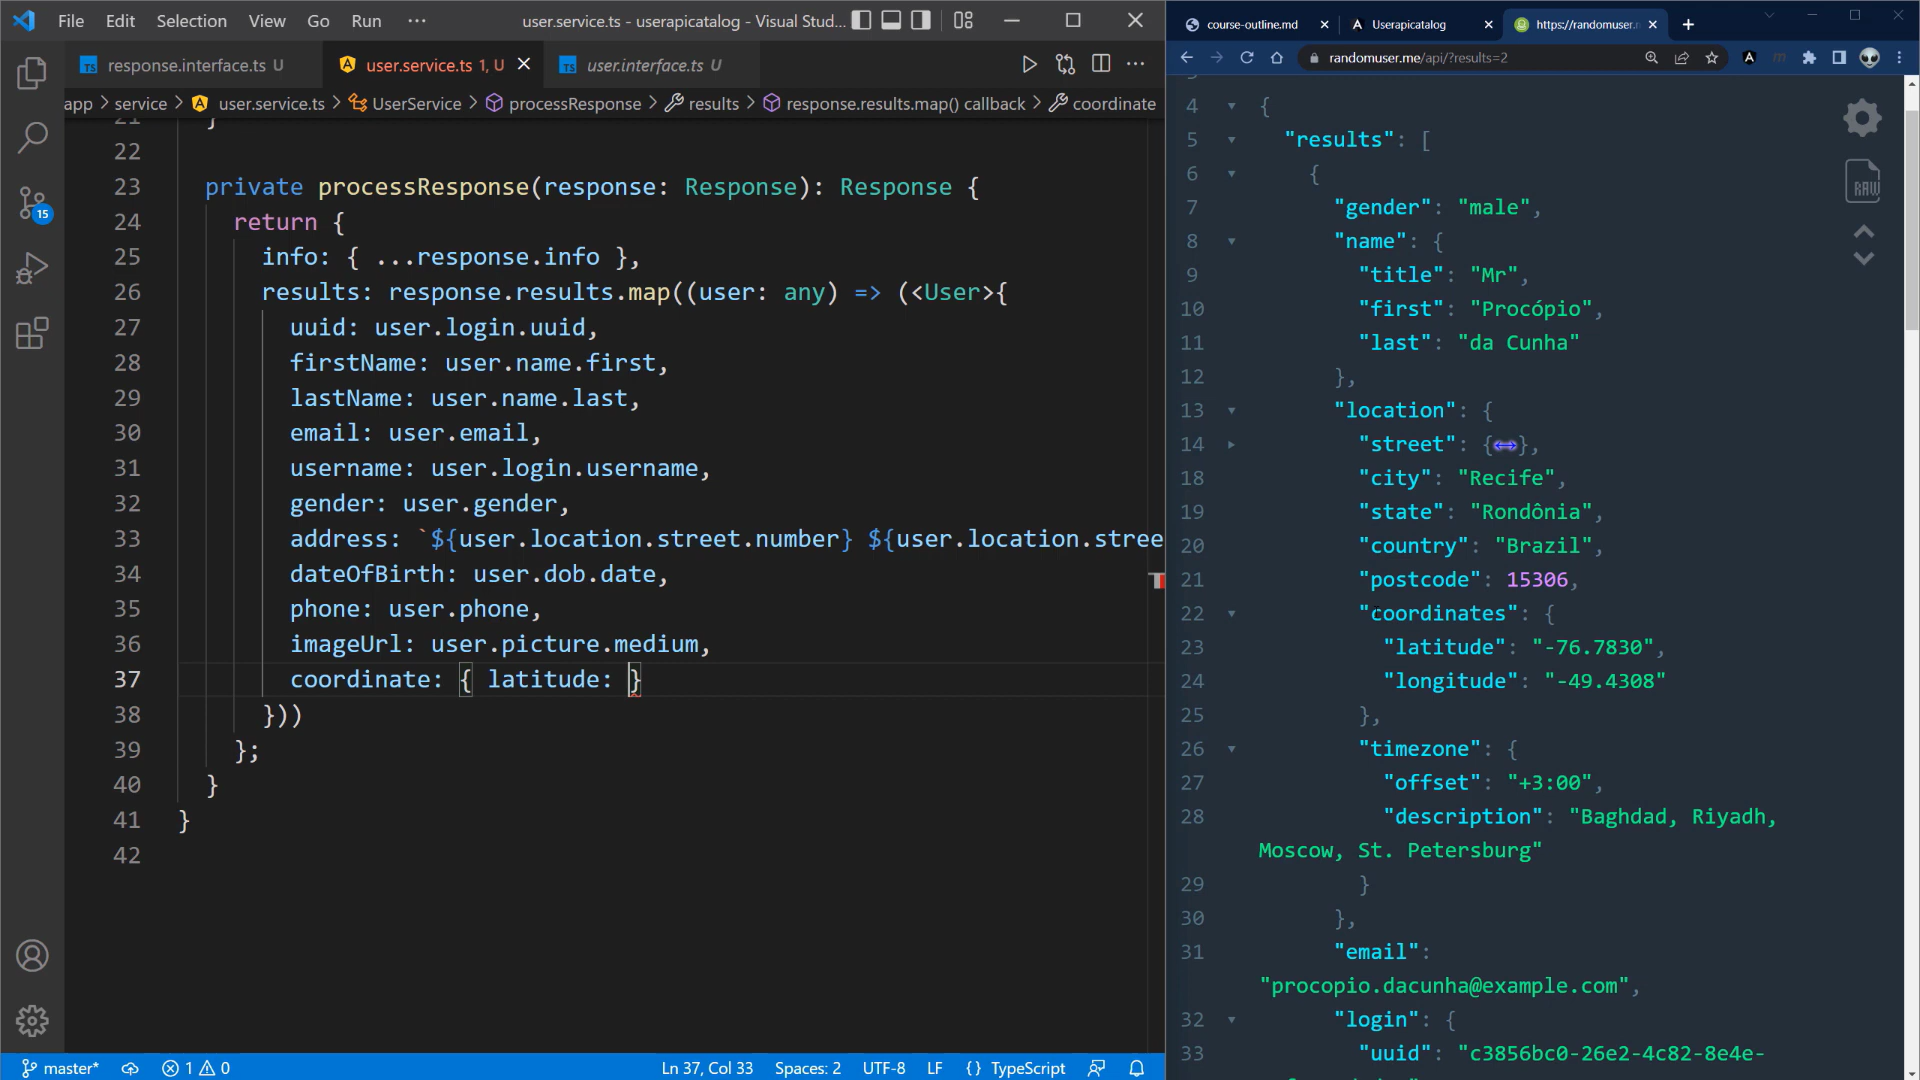 File Edit Selection View Go Run ··· user.service.ts - userapicatalog - Visual Stud...
response.interface.ts U user.service.ts 1, U user.interface.ts U
app > service > user.service.ts > UserService > processResponse > results > response.results.map() callback > coordinate
21 }
22
23 private processResponse(response: Response): Response {
24 return {
25 info: { ...response.info },
26 results: response.results.map((user: any) => (<User>{
27 uuid: user.login.uuid,
28 firstName: user.name.first,
29 lastName: user.name.last,
30 email: user.email,
31 username: user.login.username,
32 gender: user.gender,
33 address: `${user.location.street.number} ${user.location.stree
34 dateOfBirth: user.dob.date,
35 phone: user.phone,
36 imageUrl: user.picture.medium,
37 coordinate: { latitude: }
38 }))
39 };
40 }
41 }
42
15
master* 1 0 Ln 37, Col 33 Spaces: 2 UTF-8 LF {} TypeScript
course-outline.md Userapicatalog https://randomuser.
randomuser.me/api/?results=2
4 {
5 "results": [
6 {
7 "gender": "male",
8 "name": {
9 "title": "Mr",
10 "first": "Procópio",
11 "last": "da Cunha"
12 },
13 "location": {
14 "street": {},
18 "city": "Recife",
19 "state": "Rondônia",
20 "country": "Brazil",
21 "postcode": 15306,
22 "coordinates": {
23 "latitude": "-76.7830",
24 "longitude": "-49.4308"
25 },
26 "timezone": {
27 "offset": "+3:00",
28 "description": "Baghdad, Riyadh,
Moscow, St. Petersburg"
29 }
30 },
31 "email":
"procopio.dacunha@example.com",
32 "login": {
33 "uuid": "c3856bc0-26e2-4c82-8e4e-
RAW